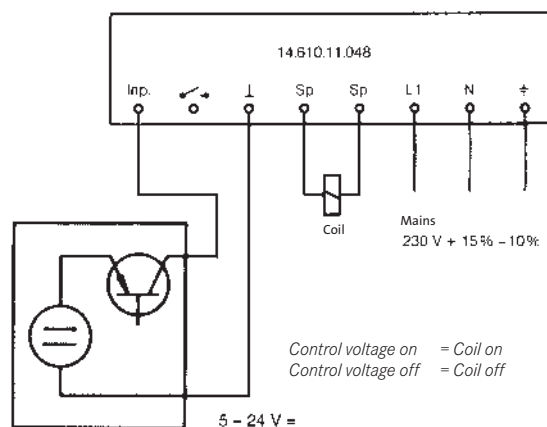 14.610.11.048
Inp. ⊥ Sp Sp L1 N ⏚
Coil
Mains
230 V + 15% – 10%
Control voltage on = Coil on
Control voltage off = Coil off
5 – 24 V =